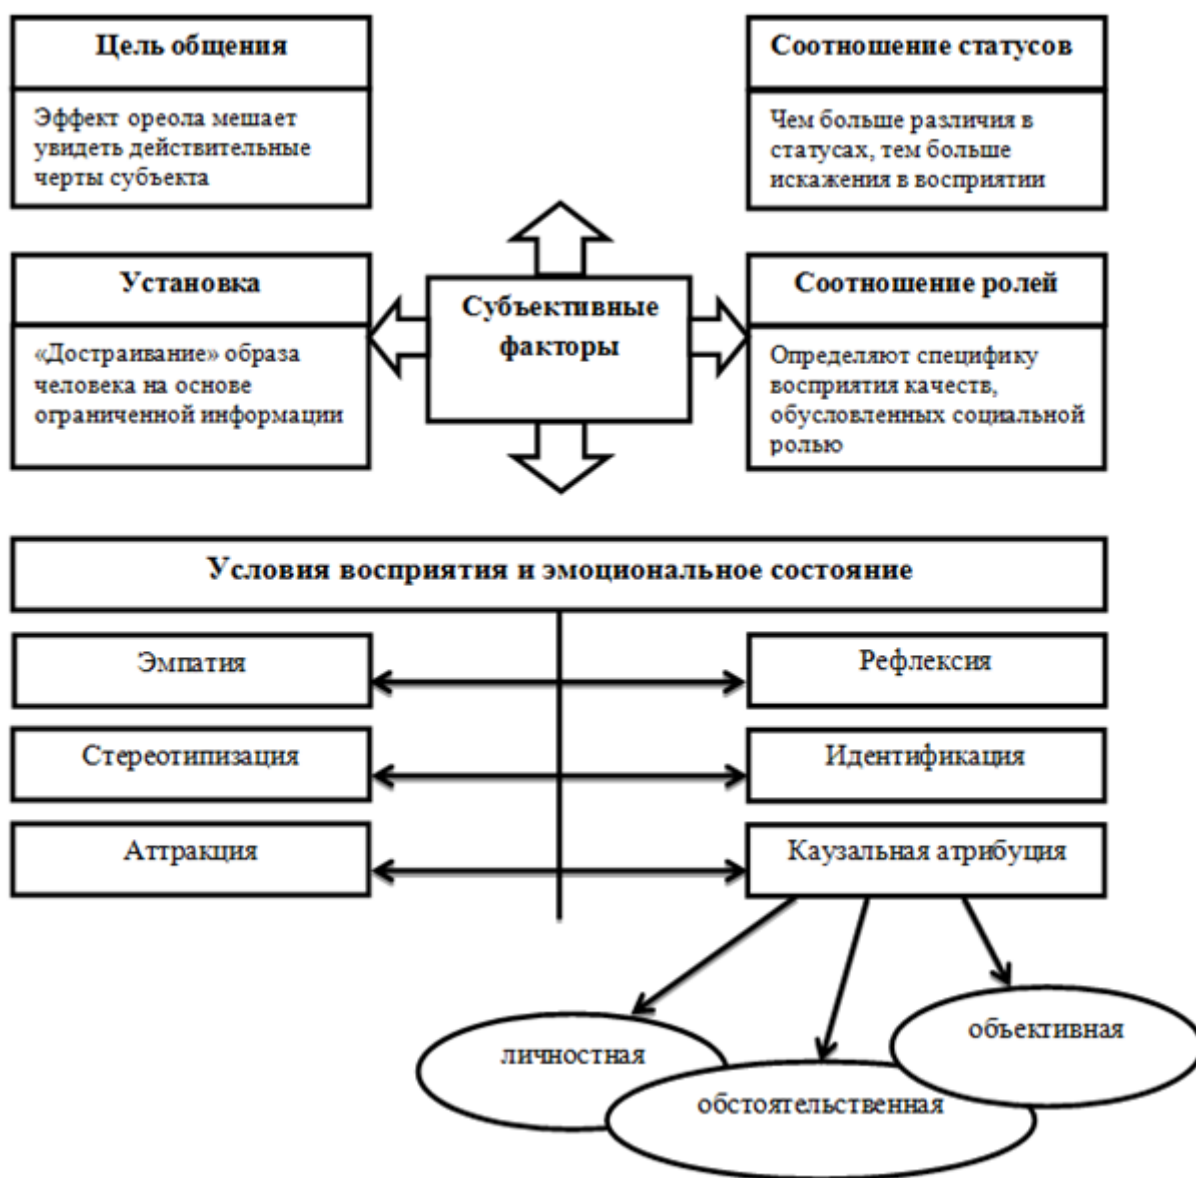 Цель общения
Эффект ореола мешает
увидеть действительные
черты субъекта
Соотношение статусов
Чем больше различия в
статусах, тем больше
искажения в восприятии
Установка
«Достраивание» образа
человека на основе
ограниченной информации
Субъективные
факторы
Соотношение ролей
Определяют специфику
восприятия качеств,
обусловленных социальной
ролью
Условия восприятия и эмоциональное состояние
Эмпатия
Рефлексия
Стереотипизация
Идентификация
Аттракция
Каузальная атрибуция
личностная
обстоятельственная
объективная